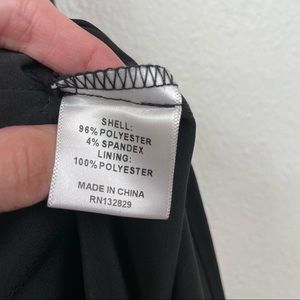 SHELL:
96% POLYESTER
4% SPANDEX
LINING:
100% POLYESTER
MADE IN CHINA
RN132829